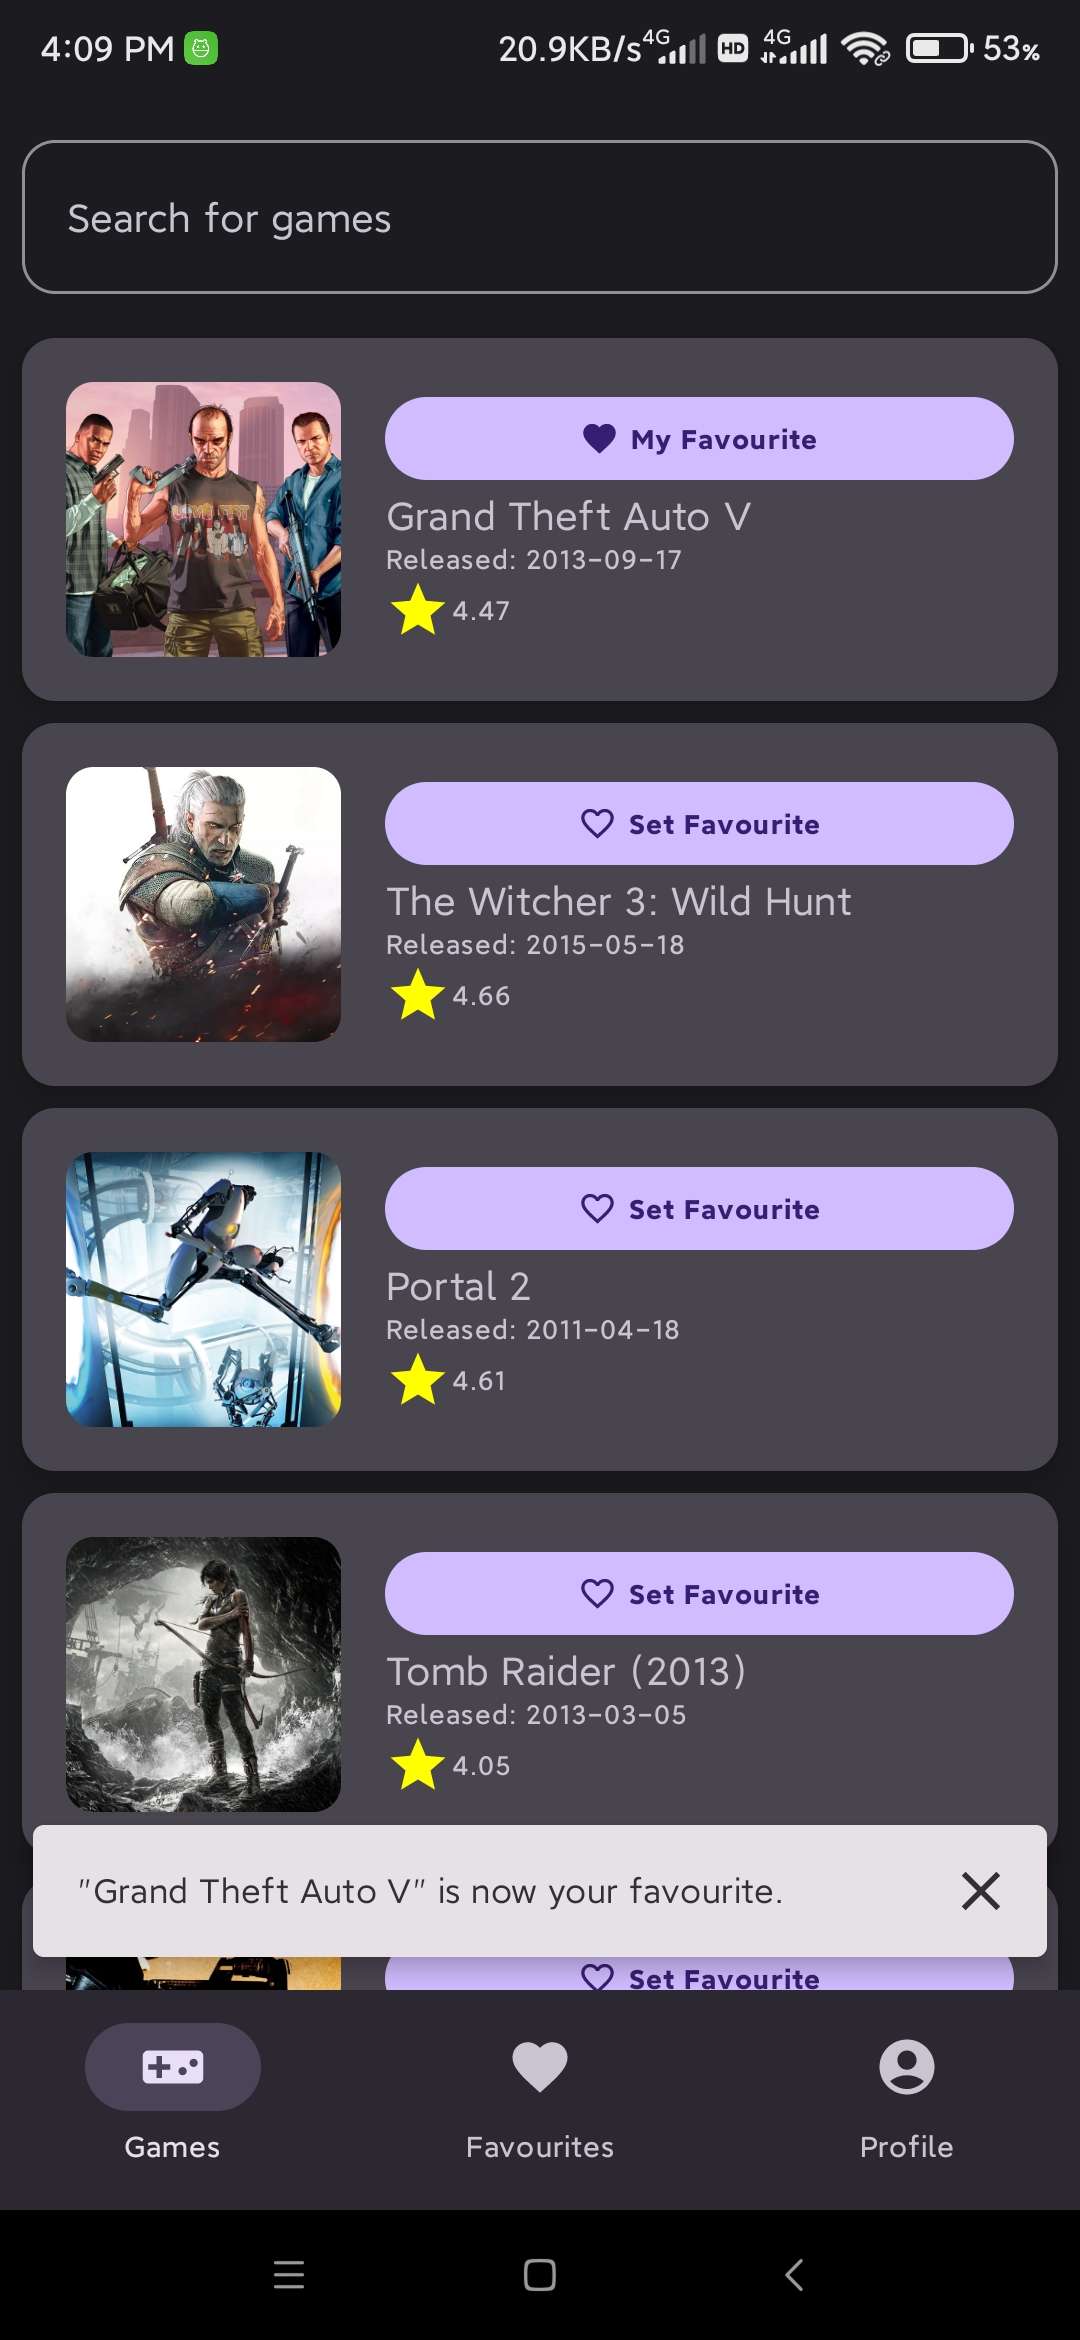 4:09 PM
20.9KB/s 4G HD 4G 53%
Search for games
My Favourite
Grand Theft Auto V
Released: 2013-09-17
4.47
Set Favourite
The Witcher 3: Wild Hunt
Released: 2015-05-18
4.66
Set Favourite
Portal 2
Released: 2011-04-18
4.61
Set Favourite
Tomb Raider (2013)
Released: 2013-03-05
4.05
"Grand Theft Auto V" is now your favourite.
Set Favourite
Games
Favourites
Profile